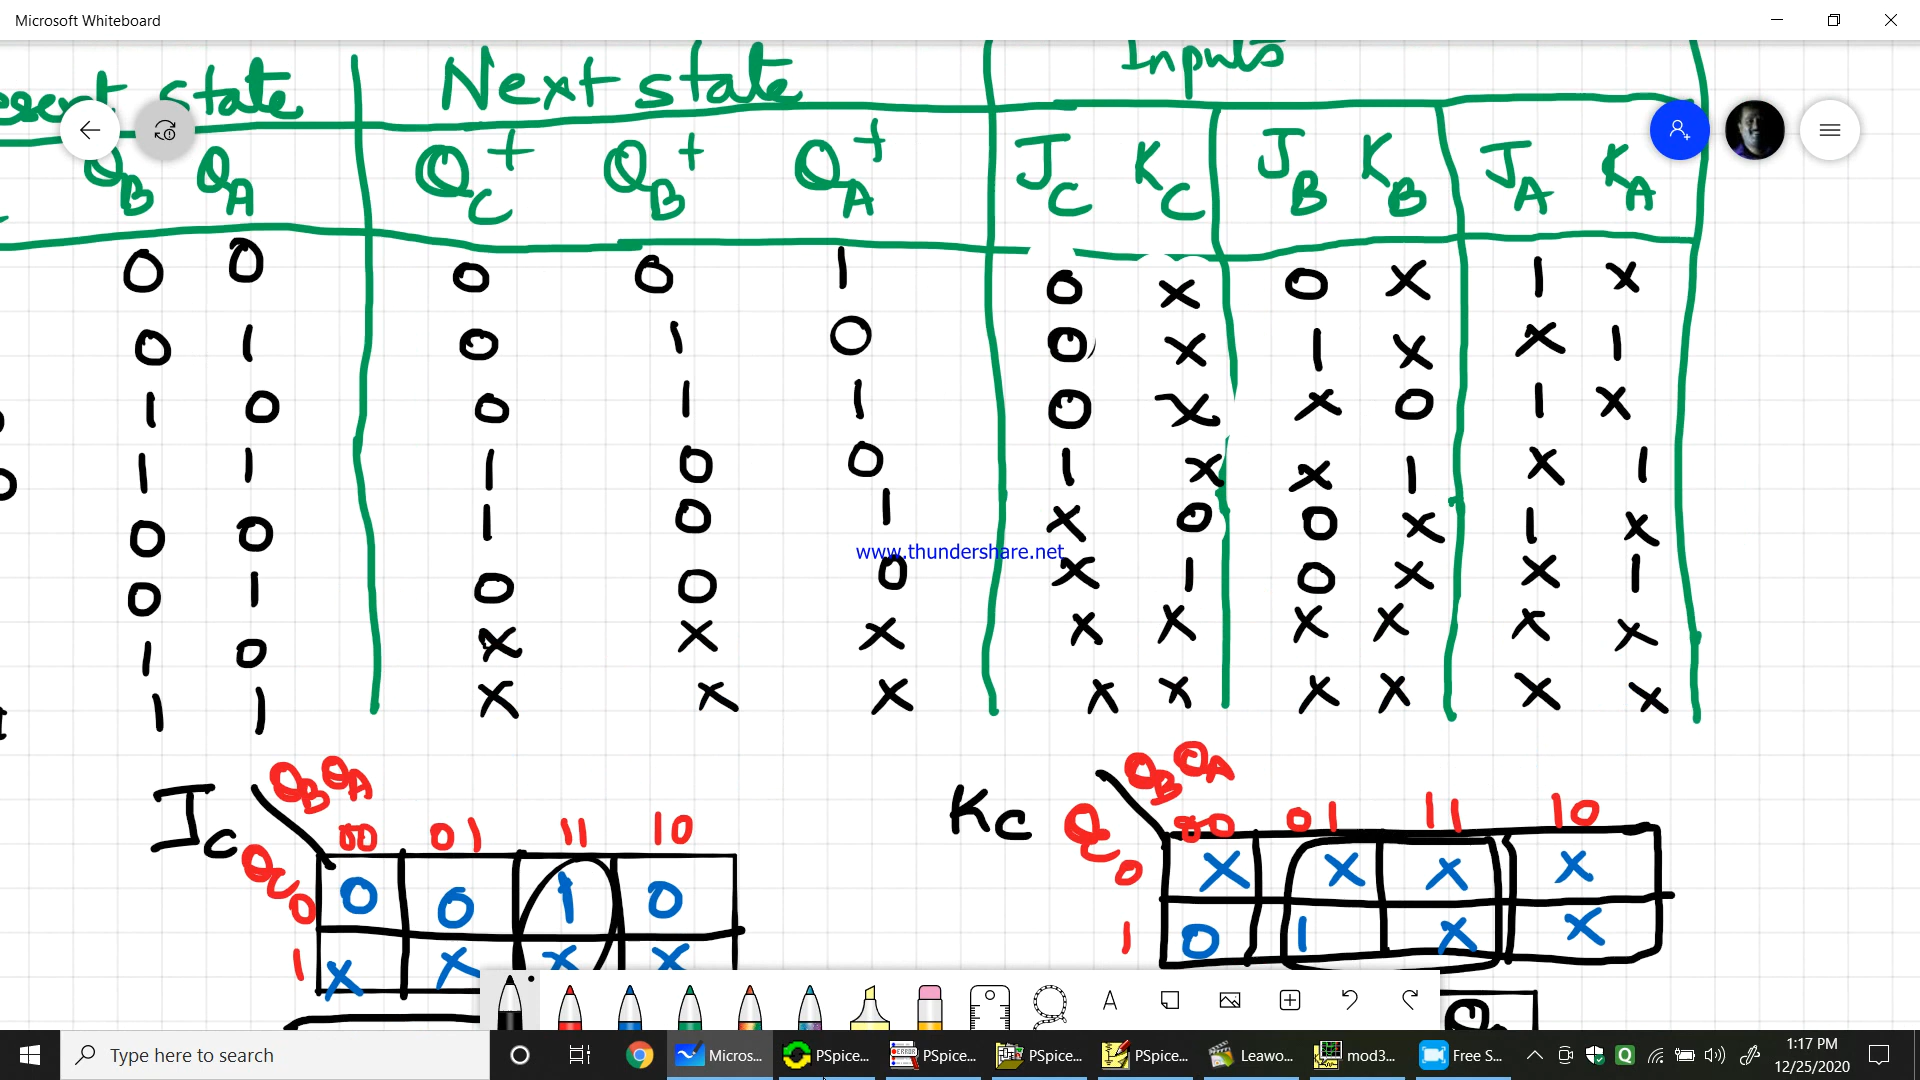 Microsoft Whiteboard
state Next state Inputs
QB QA QC+ QB+ QA+ JC KC JB KB JA KA
0 0 0 0 1 0 x 0 x 1 x
0 1 0 1 0 0 x 1 x x 1
1 0 0 1 1 0 x x 0 1 x
1 1 1 0 0 1 x x 1 x 1
0 0 1 0 1 x 0 0 x 1 x
www.thundershare.net
0 1 0 0 0 x 1 0 x x 1
1 0 x x x x x x x x x
1 1 x x x x x x x x x
JC QBQA KC QBQA
00 01 11 10 QC 00 01 11 10
QC 0 0 0 1 0 0 x x x x
1 x x x x 1 0 1 x x
Type here to search
Micros... PSpice... PSpice... PSpice... PSpice... Leawo... mod3... Free S...
1:17 PM
12/25/2020